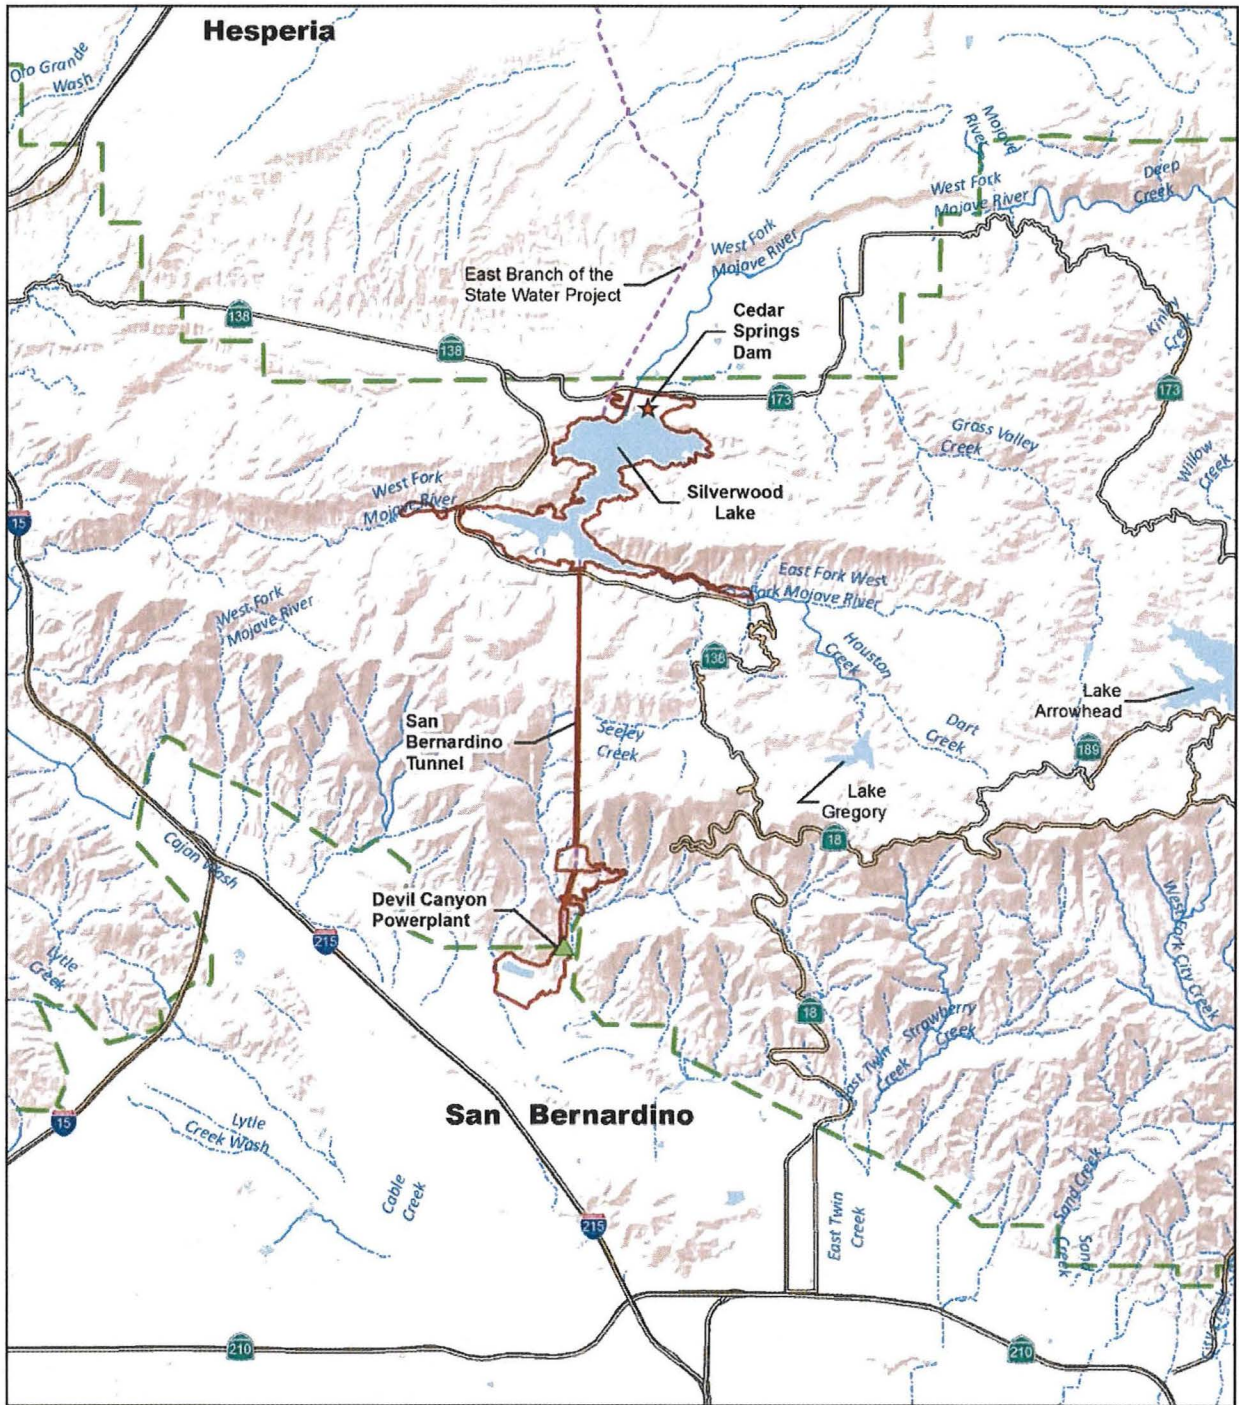 Hesperia
Oro Grande
Wash
Mojave
River
Deep
Creek
West Fork
Mojave River
West Fork
Mojave River
East Branch of the
State Water Project
Cedar
Springs
Dam
138
138
173
Kinley
Creek
173
Grass Valley
Creek
Willow
Creek
West Fork
Mojave River
Silverwood
Lake
15
East Fork West
Fork Mojave River
West Fork
Mojave River
Houston
Creek
138
Lake
Arrowhead
San
Bernardino
Tunnel
Seeley
Creek
Dart
Creek
189
Lake
Gregory
18
Cajon Wash
Devil Canyon
Powerplant
West Fork City Creek
215
Lytle
Creek
18
Strawberry
Creek
East Twin
Creek
San Bernardino
15
Lytle
Creek Wash
Cable
Creek
Sand Creek
East Twin
Creek
Sand
Creek
215
210
210